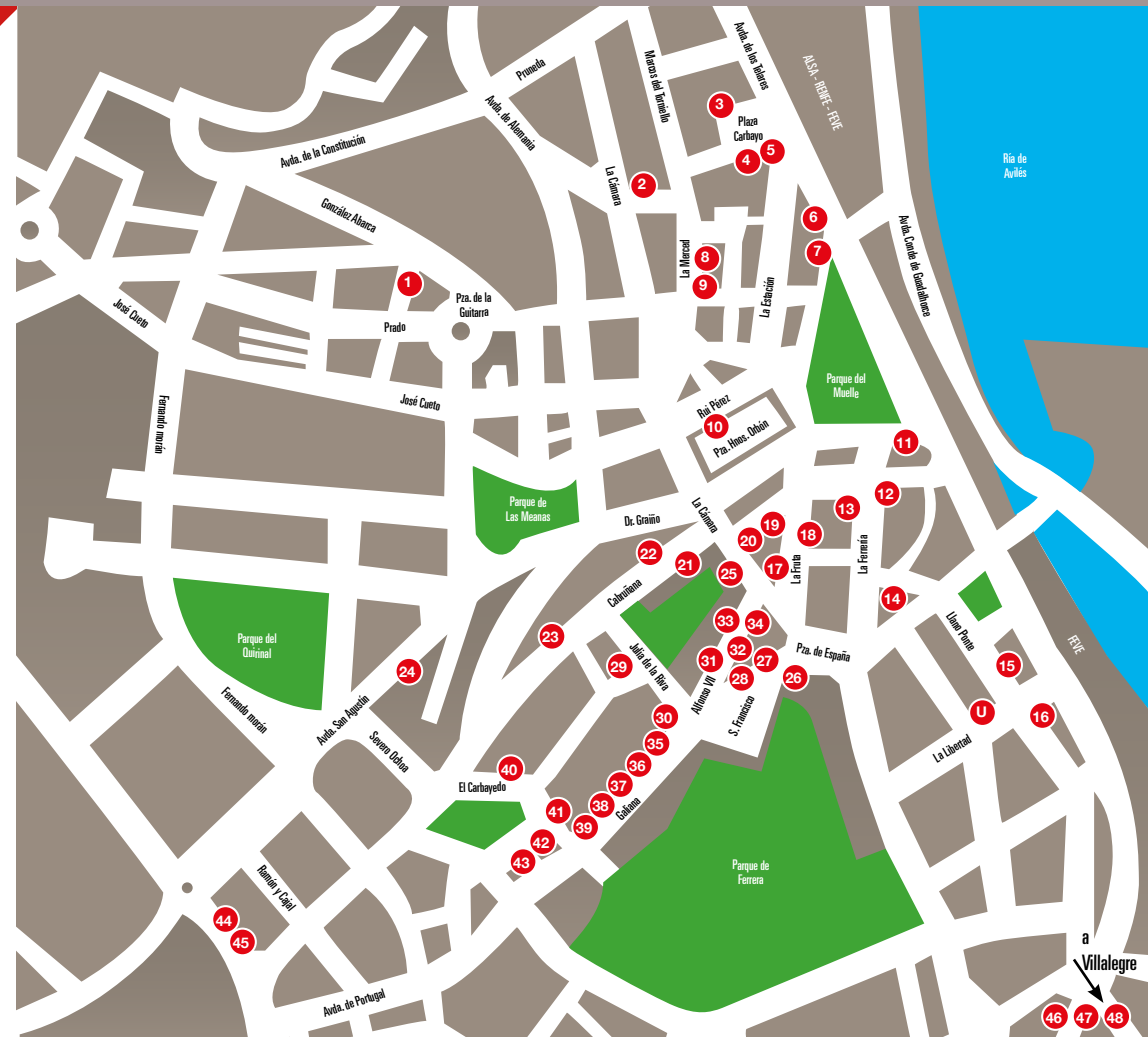 Pruneda
Marcos del Torniello
Avda. de los Telares
ALSA - RENFE - FEVE
Avda. de Alemania
3
Plaza
Carbayo
5
4
Avda. de la Constitución
La Cámara
2
Ría de
Avilés
González Abarca
6
La Merced
8
7
Avda. Conde de Guadalhorce
1
9
La Estación
José Cueto
Pza. de la
Guitarra
Prado
José Cueto
Parque del
Muelle
Fernando morán
Rui Pérez
10
Pza. Hnos. Orbón
11
Parque de
Las Meanas
Dr. Graiño
La Cámara
12
13
19
20
18
22
21
25
17
La Fruta
La Ferrería
Cabruñana
14
33
34
Llano Ponte
FEVE
Parque del
Quirinal
23
Julia de la Riva
32
Pza. de España
24
29
31
27
15
28
26
Fernando morán
Avda. San Agustín
Alfonso VII
S. Francisco
30
U
16
Severo Ochoa
35
La Libertad
40
36
El Carbayedo
37
38
Galiana
41
39
42
43
Parque de
Ferrera
Ramón y Cajal
44
45
a
Villalegre
Avda. de Portugal
46
47
48